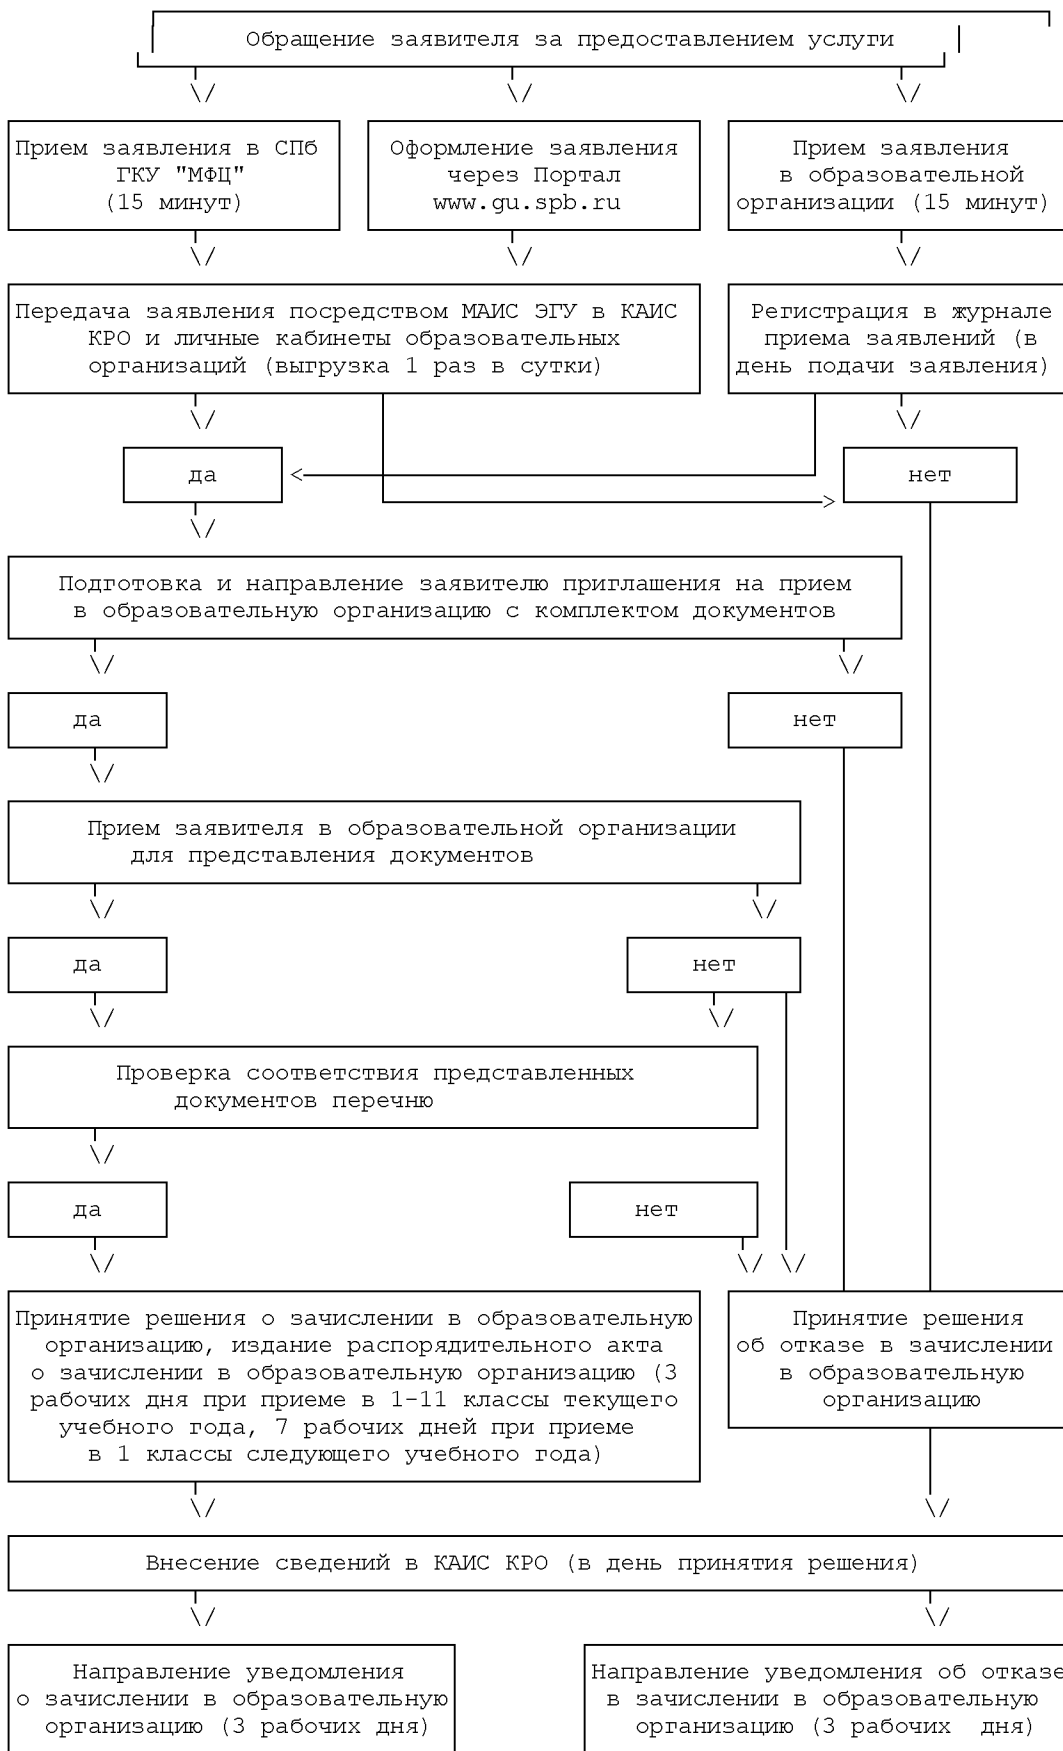 Обращение заявителя за предоставлением услуги
Прием заявления в СПб
ГКУ "МФЦ"
(15 минут)
Оформление заявления
через Портал
www.gu.spb.ru
Прием заявления
в образовательной
организации (15 минут)
Передача заявления посредством МАИС ЭГУ в КАИС
КРО и личные кабинеты образовательных
организаций (выгрузка 1 раз в сутки)
Регистрация в журнале
приема заявлений (в
день подачи заявления)
да
нет
Подготовка и направление заявителю приглашения на прием
в образовательную организацию с комплектом документов
да
нет
Прием заявителя в образовательной организации
для представления документов
да
нет
Проверка соответствия представленных
документов перечню
да
нет
Принятие решения о зачислении в образовательную
организацию, издание распорядительного акта
о зачислении в образовательную организацию (3
рабочих дня при приеме в 1-11 классы текущего
учебного года, 7 рабочих дней при приеме
в 1 классы следующего учебного года)
Принятие решения
об отказе в зачислении
в образовательную
организацию
Внесение сведений в КАИС КРО (в день принятия решения)
Направление уведомления
о зачислении в образовательную
организацию (3 рабочих дня)
Направление уведомления об отказе
в зачислении в образовательную
организацию (3 рабочих  дня)